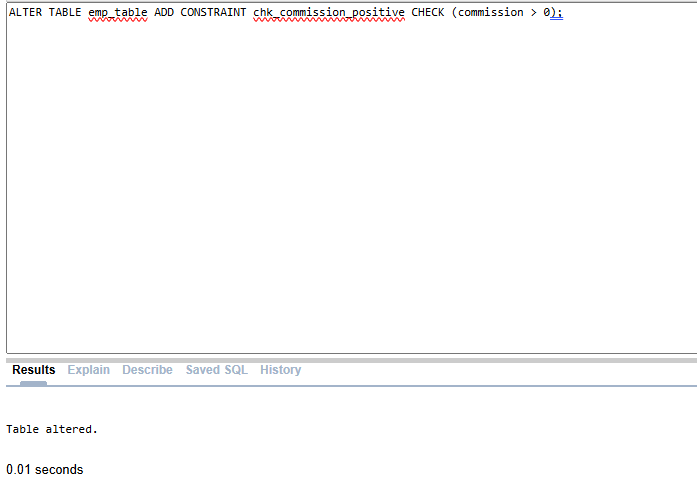 ALTER TABLE emp_table ADD CONSTRAINT chk_commission_positive CHECK (commission > 0);
Results Explain Describe Saved SQL History
Table altered.
0.01 seconds